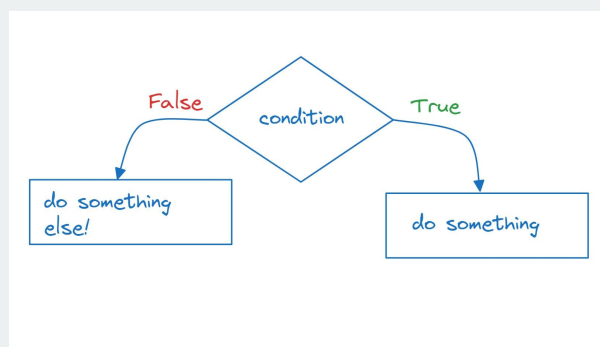 False
condition
True
do something
else!
do something